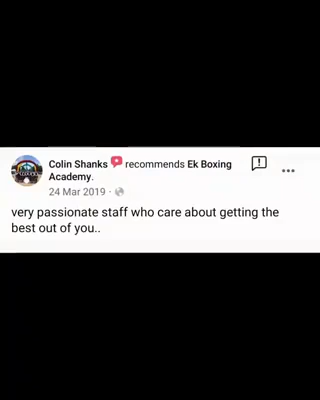 Colin Shanks recommends Ek Boxing
Academy.
24 Mar 2019 ·
very passionate staff who care about getting the
best out of you..